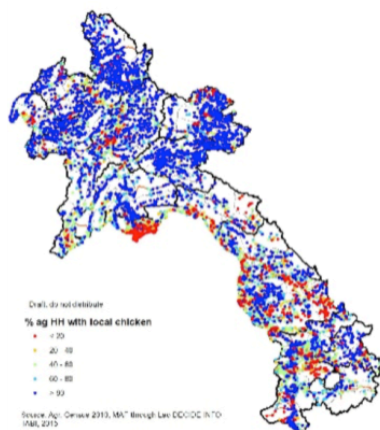 Draft, do not distribute
% ag HH with local chicken
< 20
20 - 40
40 - 60
60 - 80
> 80
Source: Agr. Census 2010, MAF through Lao DECIDE INFO
TABI, 2015